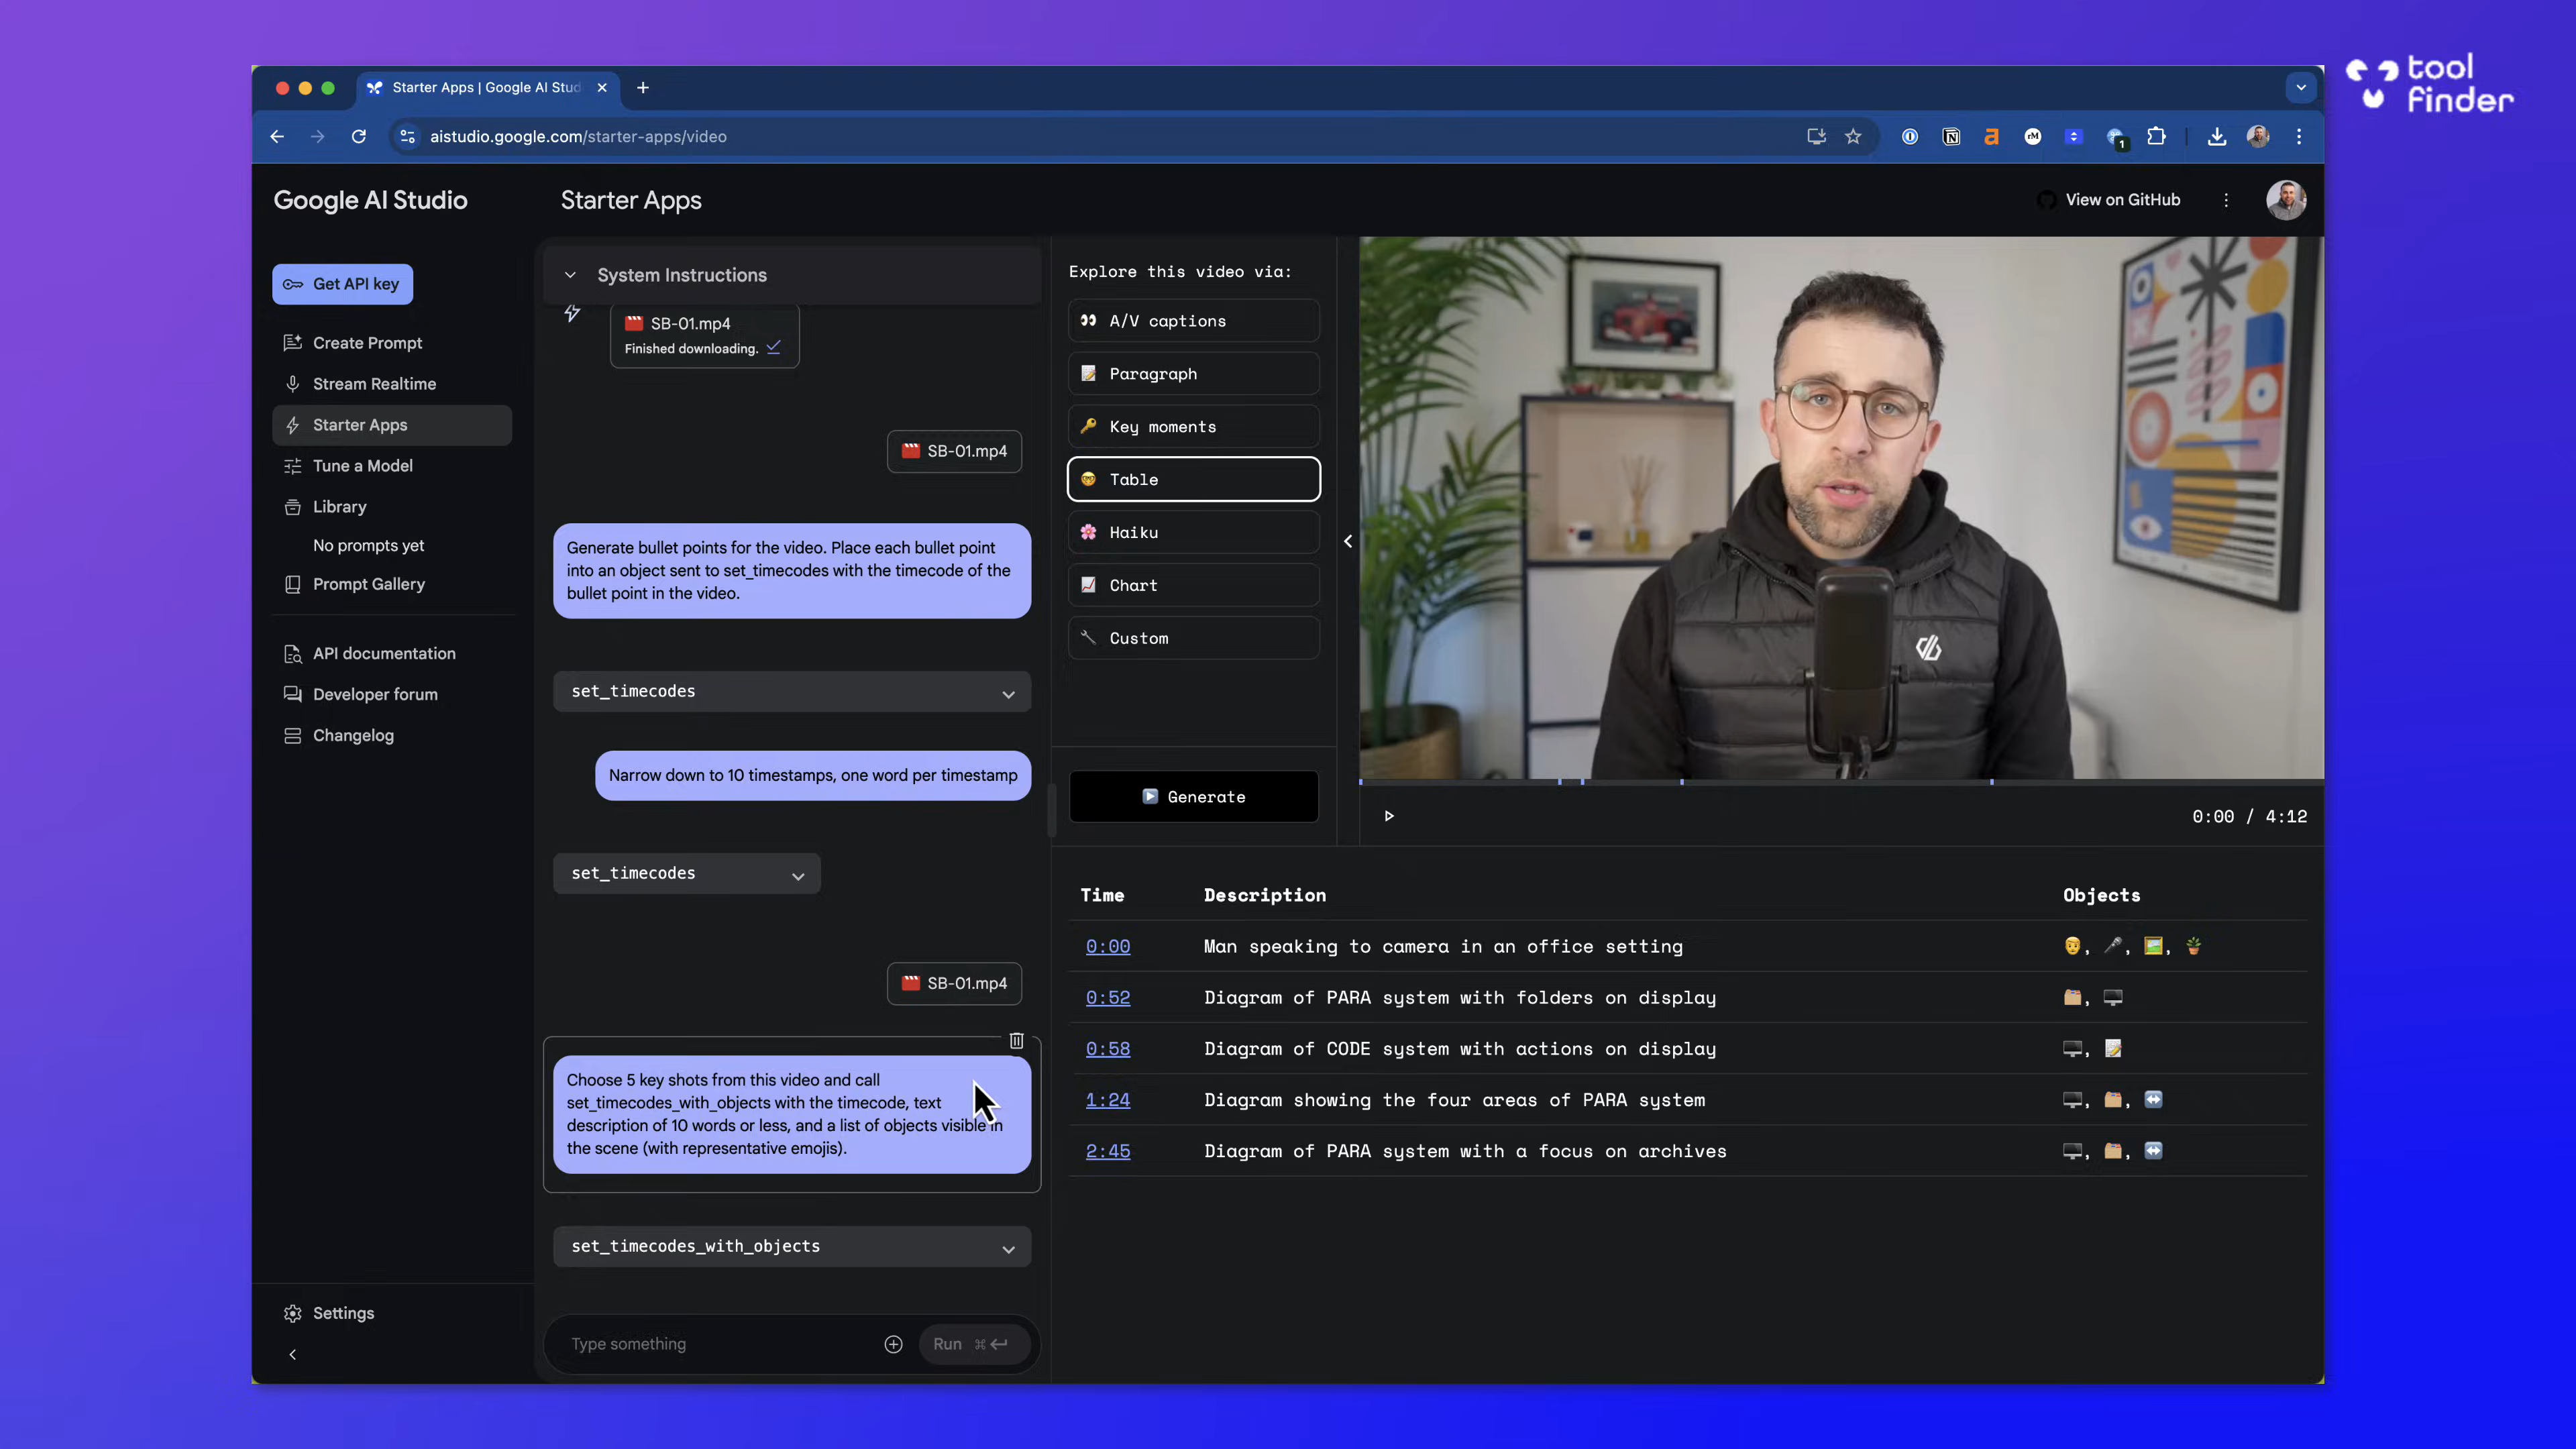 tool
finder
Starter Apps | Google AI Stud
aistudio.google.com/starter-apps/video
1
Google AI Studio
Starter Apps
View on GitHub
Get API key
Create Prompt
Stream Realtime
Starter Apps
Tune a Model
Library
No prompts yet
Prompt Gallery
API documentation
Developer forum
Changelog
Settings
System Instructions
SB-01.mp4
Finished downloading.
SB-01.mp4
Generate bullet points for the video. Place each bullet point
into an object sent to set_timecodes with the timecode of the
bullet point in the video.
set_timecodes
Narrow down to 10 timestamps, one word per timestamp
set_timecodes
SB-01.mp4
Choose 5 key shots from this video and call
set_timecodes_with_objects with the timecode, text
description of 10 words or less, and a list of objects visible in
the scene (with representative emojis).
set_timecodes_with_objects
Type something
Run ⌘
Explore this video via:
A/V captions
Paragraph
Key moments
Table
Haiku
Chart
Custom
Generate
0:00 / 4:12
Time Description Objects
0:00 Man speaking to camera in an office setting
0:52 Diagram of PARA system with folders on display
0:58 Diagram of CODE system with actions on display
1:24 Diagram showing the four areas of PARA system
2:45 Diagram of PARA system with a focus on archives